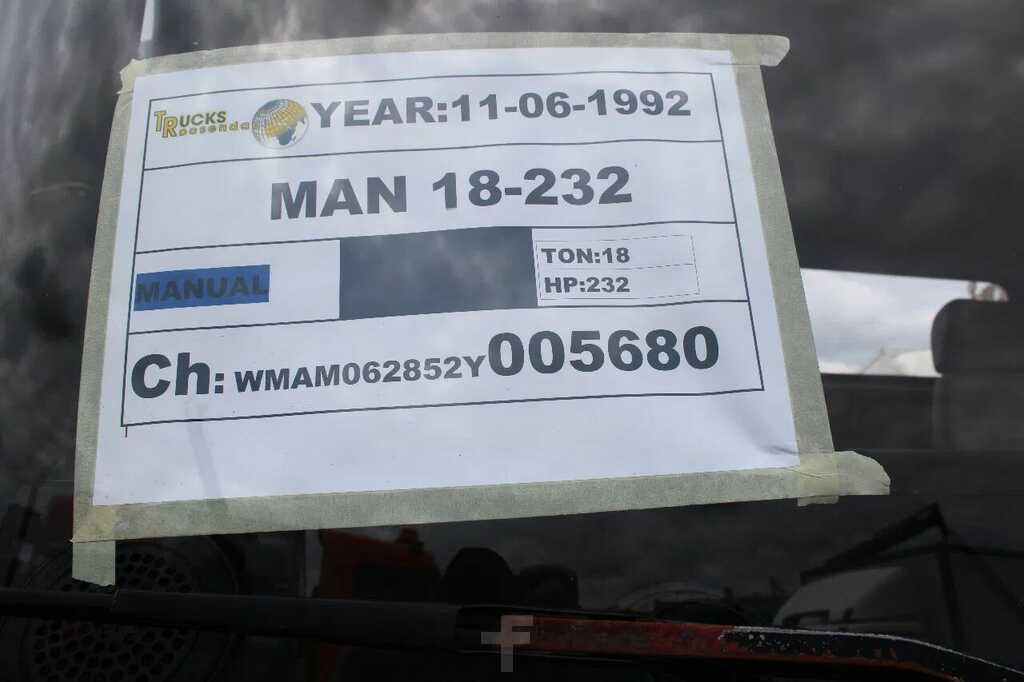 TRUCKS
Roosendaal
YEAR:11-06-1992
MAN 18-232
MANUAL
TON:18
HP:232
Ch: WMAM062852Y005680
F